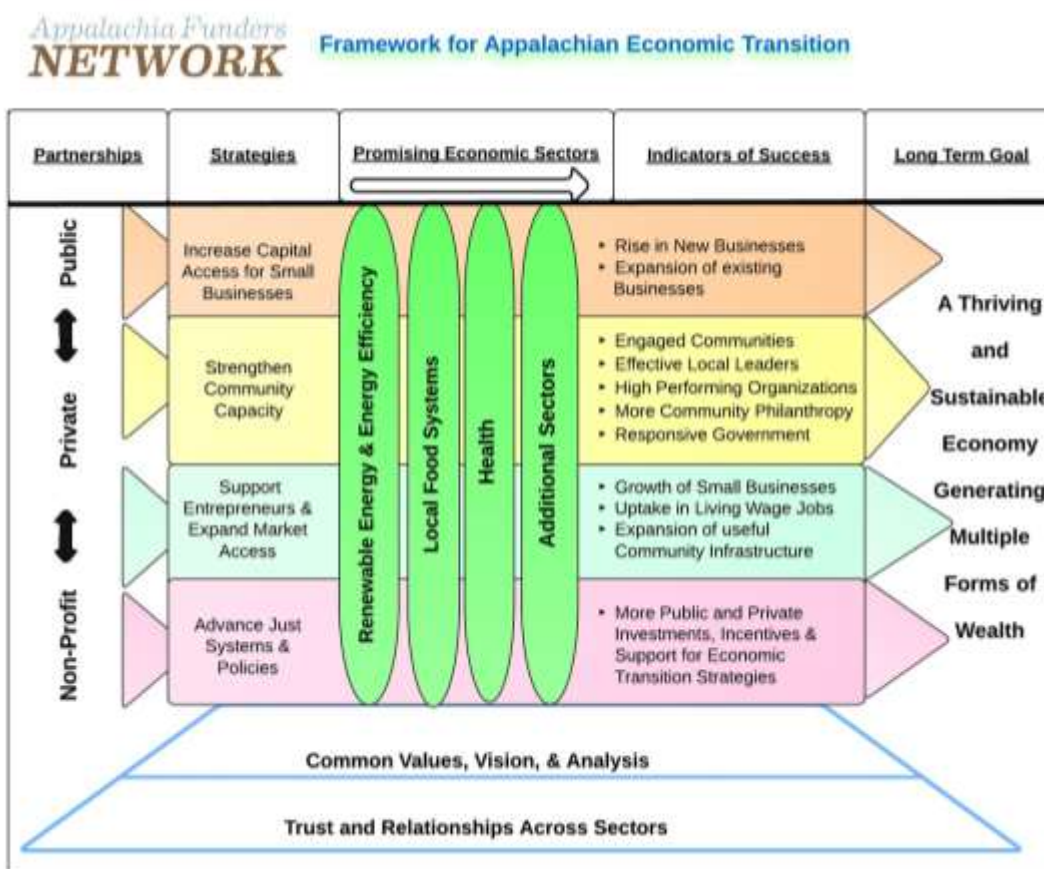 Appalachia Funders
NETWORK
Framework for Appalachian Economic Transition
Partnerships
Strategies
Promising Economic Sectors
Indicators of Success
Long Term Goal
Public
Private
Non-Profit
Increase Capital
Access for Small
Businesses
Strengthen
Community
Capacity
Support
Entrepreneurs &
Expand Market
Access
Advance Just
Systems &
Policies
Renewable Energy & Energy Efficiency
Local Food Systems
Health
Additional Sectors
• Rise in New Businesses
• Expansion of existing
Businesses
• Engaged Communities
• Effective Local Leaders
• High Performing Organizations
• More Community Philanthropy
• Responsive Government
• Growth of Small Businesses
• Uptake in Living Wage Jobs
• Expansion of useful
Community Infrastructure
• More Public and Private
Investments, Incentives &
Support for Economic
Transition Strategies
A Thriving
and
Sustainable
Economy
Generating
Multiple
Forms of
Wealth
Common Values, Vision, & Analysis
Trust and Relationships Across Sectors